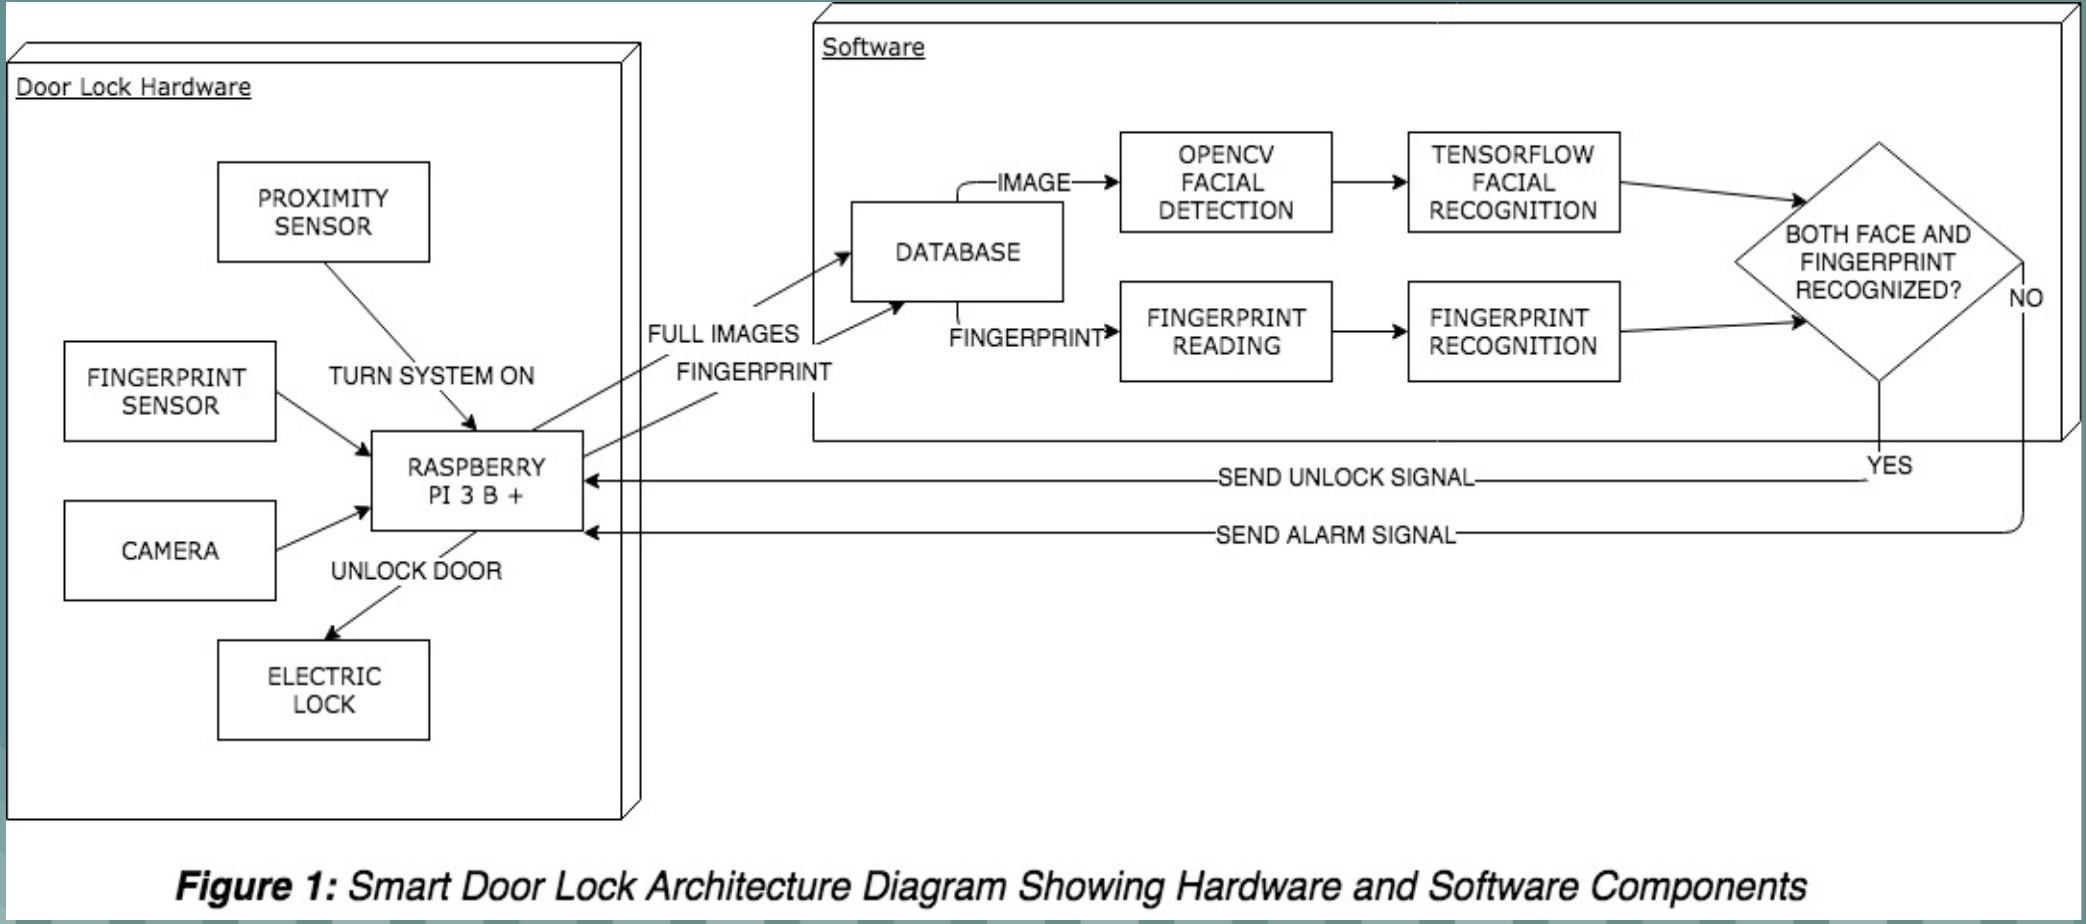 Door Lock Hardware
PROXIMITY
SENSOR
TURN SYSTEM ON
FINGERPRINT
SENSOR
RASPBERRY
PI 3 B +
CAMERA
UNLOCK DOOR
ELECTRIC
LOCK
FULL IMAGES
FINGERPRINT
Software
DATABASE
IMAGE
OPENCV
FACIAL
DETECTION
TENSORFLOW
FACIAL
RECOGNITION
FINGERPRINT
FINGERPRINT
READING
FINGERPRINT
RECOGNITION
BOTH FACE AND
FINGERPRINT
RECOGNIZED?
NO
YES
SEND UNLOCK SIGNAL
SEND ALARM SIGNAL
Figure 1: Smart Door Lock Architecture Diagram Showing Hardware and Software Components